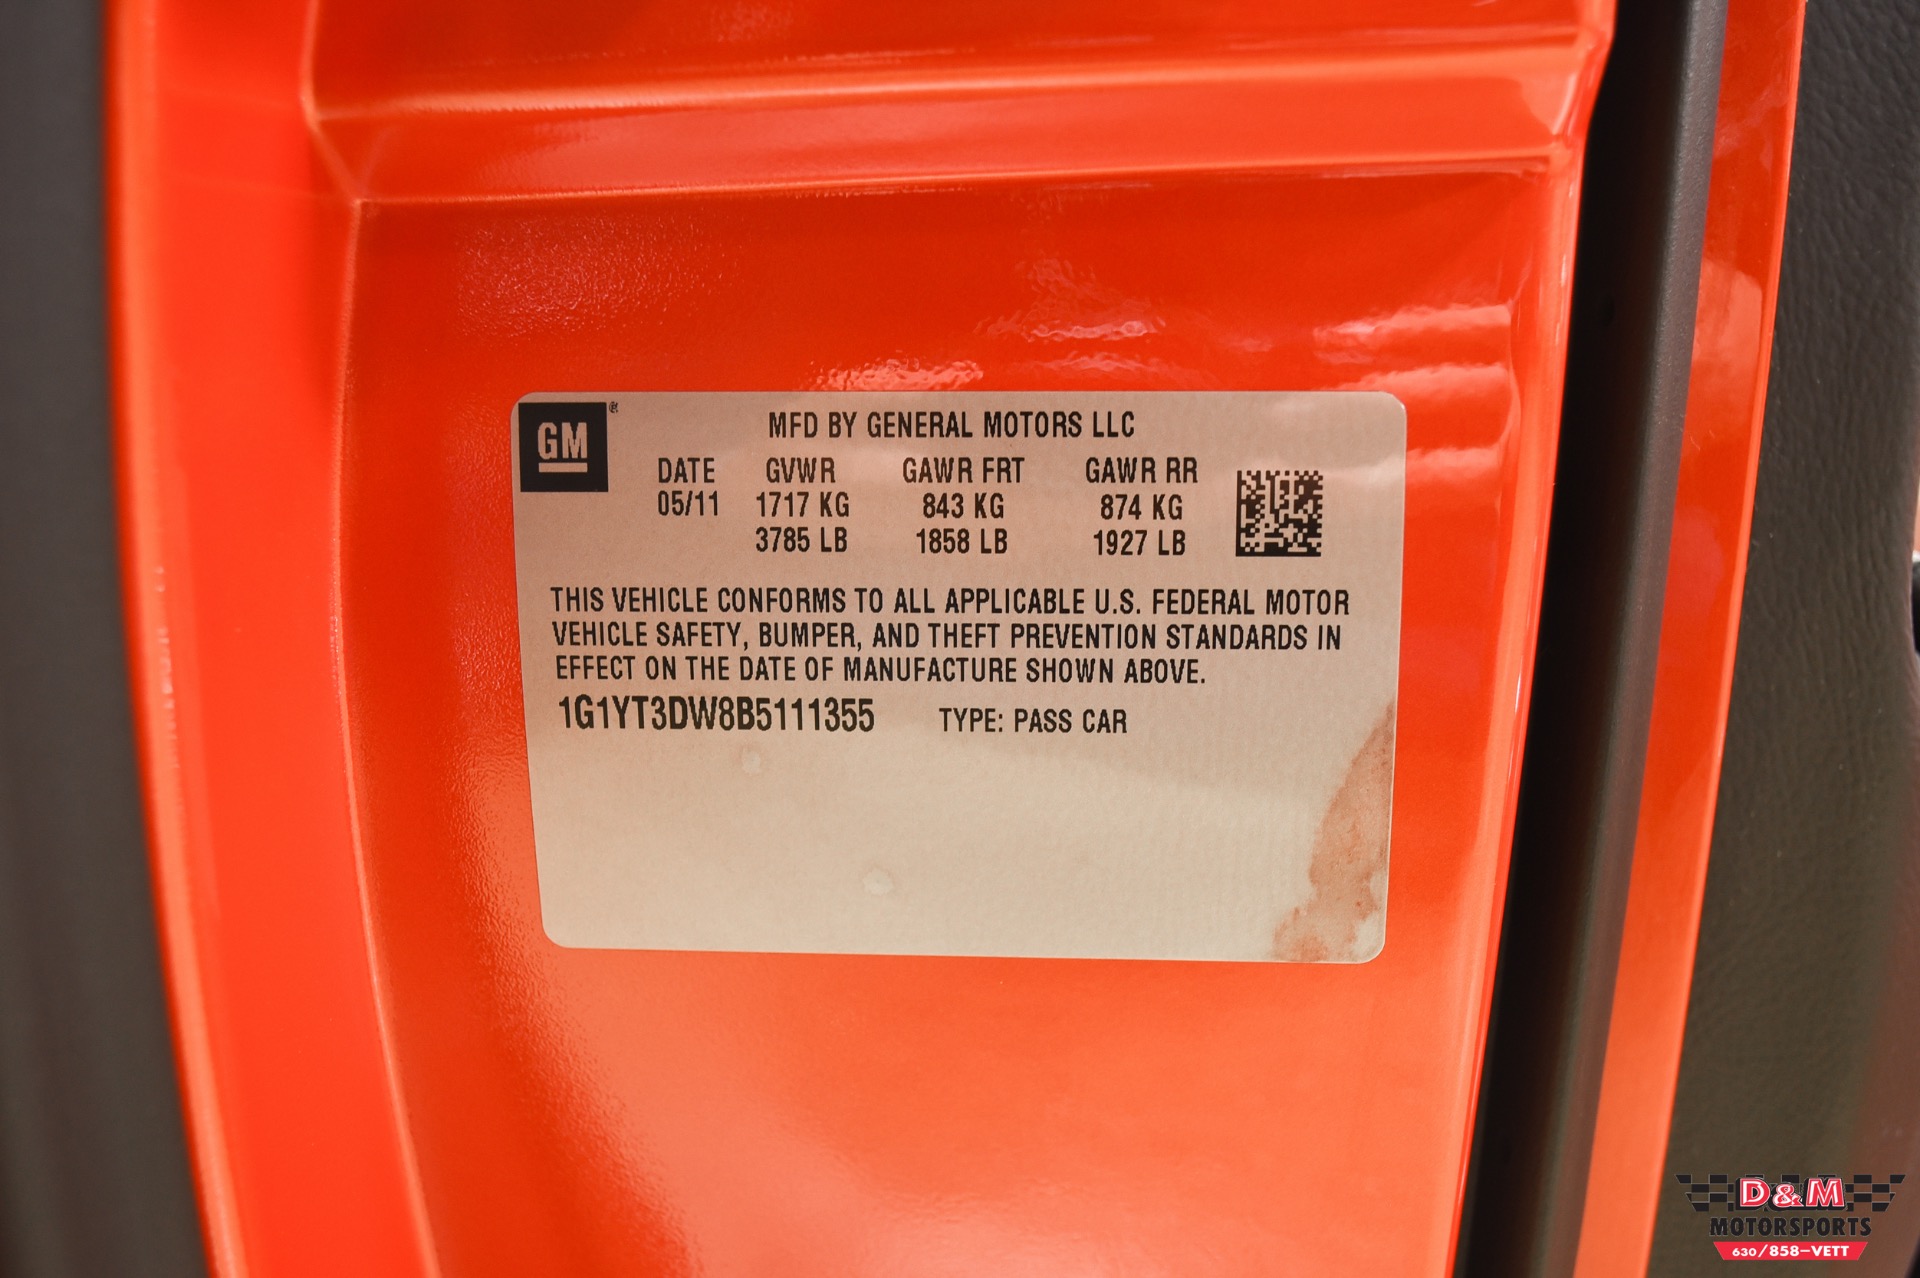 GM ®
MFD BY GENERAL MOTORS LLC
DATE GVWR GAWR FRT GAWR RR
05/11 1717 KG 843 KG 874 KG
3785 LB 1858 LB 1927 LB
THIS VEHICLE CONFORMS TO ALL APPLICABLE U.S. FEDERAL MOTOR
VEHICLE SAFETY, BUMPER, AND THEFT PREVENTION STANDARDS IN
EFFECT ON THE DATE OF MANUFACTURE SHOWN ABOVE.
1G1YT3DW8B5111355 TYPE: PASS CAR
D&M
MOTORSPORTS
630/858-VETT